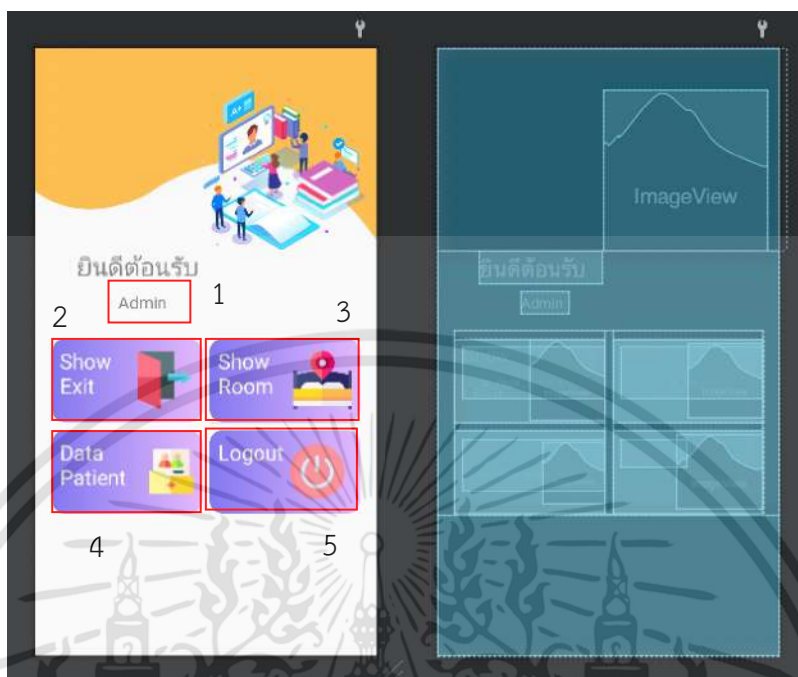 A+
ยินดีต้อนรับ
Admin
1
2
3
Show
Exit
Show
Room
Data
Patient
Logout
4
5
ImageView
ยินดีต้อนรับ
Admin